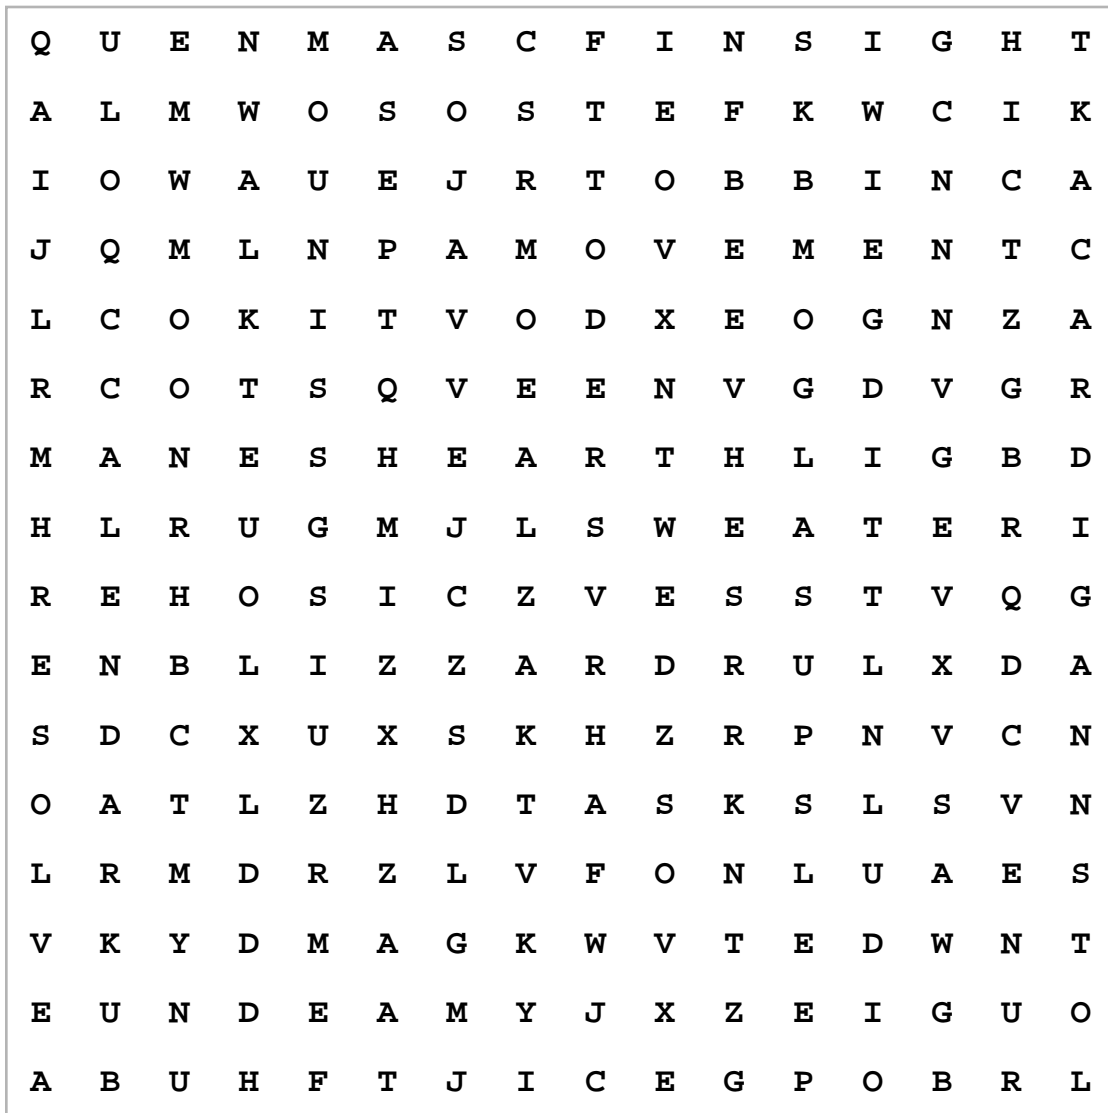 Q U E N M A S C F I N S I G H T
A L M W O S O S T E F K W C I K
I O W A U E J R T O B B I N C A
J Q M L N P A M O V E M E N T C
L C O K I T V O D X E O G N Z A
R C O T S Q V E E N V G D V G R
M A N E S H E A R T H L I G B D
H L R U G M J L S W E A T E R I
R E H O S I C Z V E S S T V Q G
E N B L I Z Z A R D R U L X D A
S D C X U X S K H Z R P N V C N
O A T L Z H D T A S K S L S V N
L R M D R Z L V F O N L U A E S
V K Y D M A G K W V T E D W N T
E U N D E A M Y J X Z E I G U O
A B U H F T J I C E G P O B R L